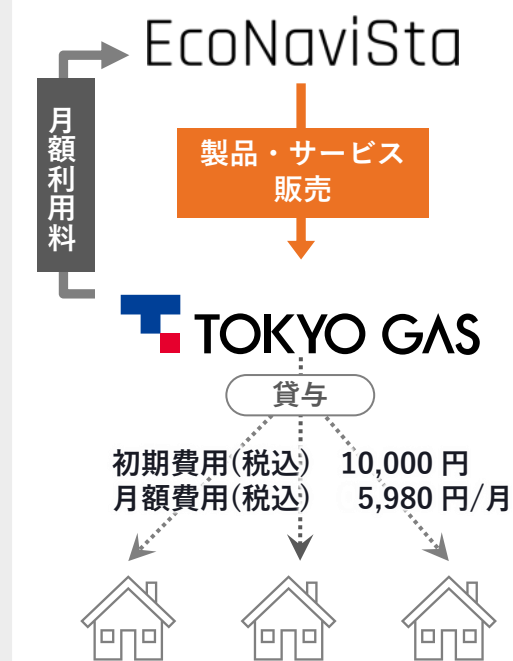 EcoNaviSta
月額利用料
製品・サービス
販売
TOKYO GAS
貸与
初期費用(税込) 10,000 円
月額費用(税込) 5,980 円/月